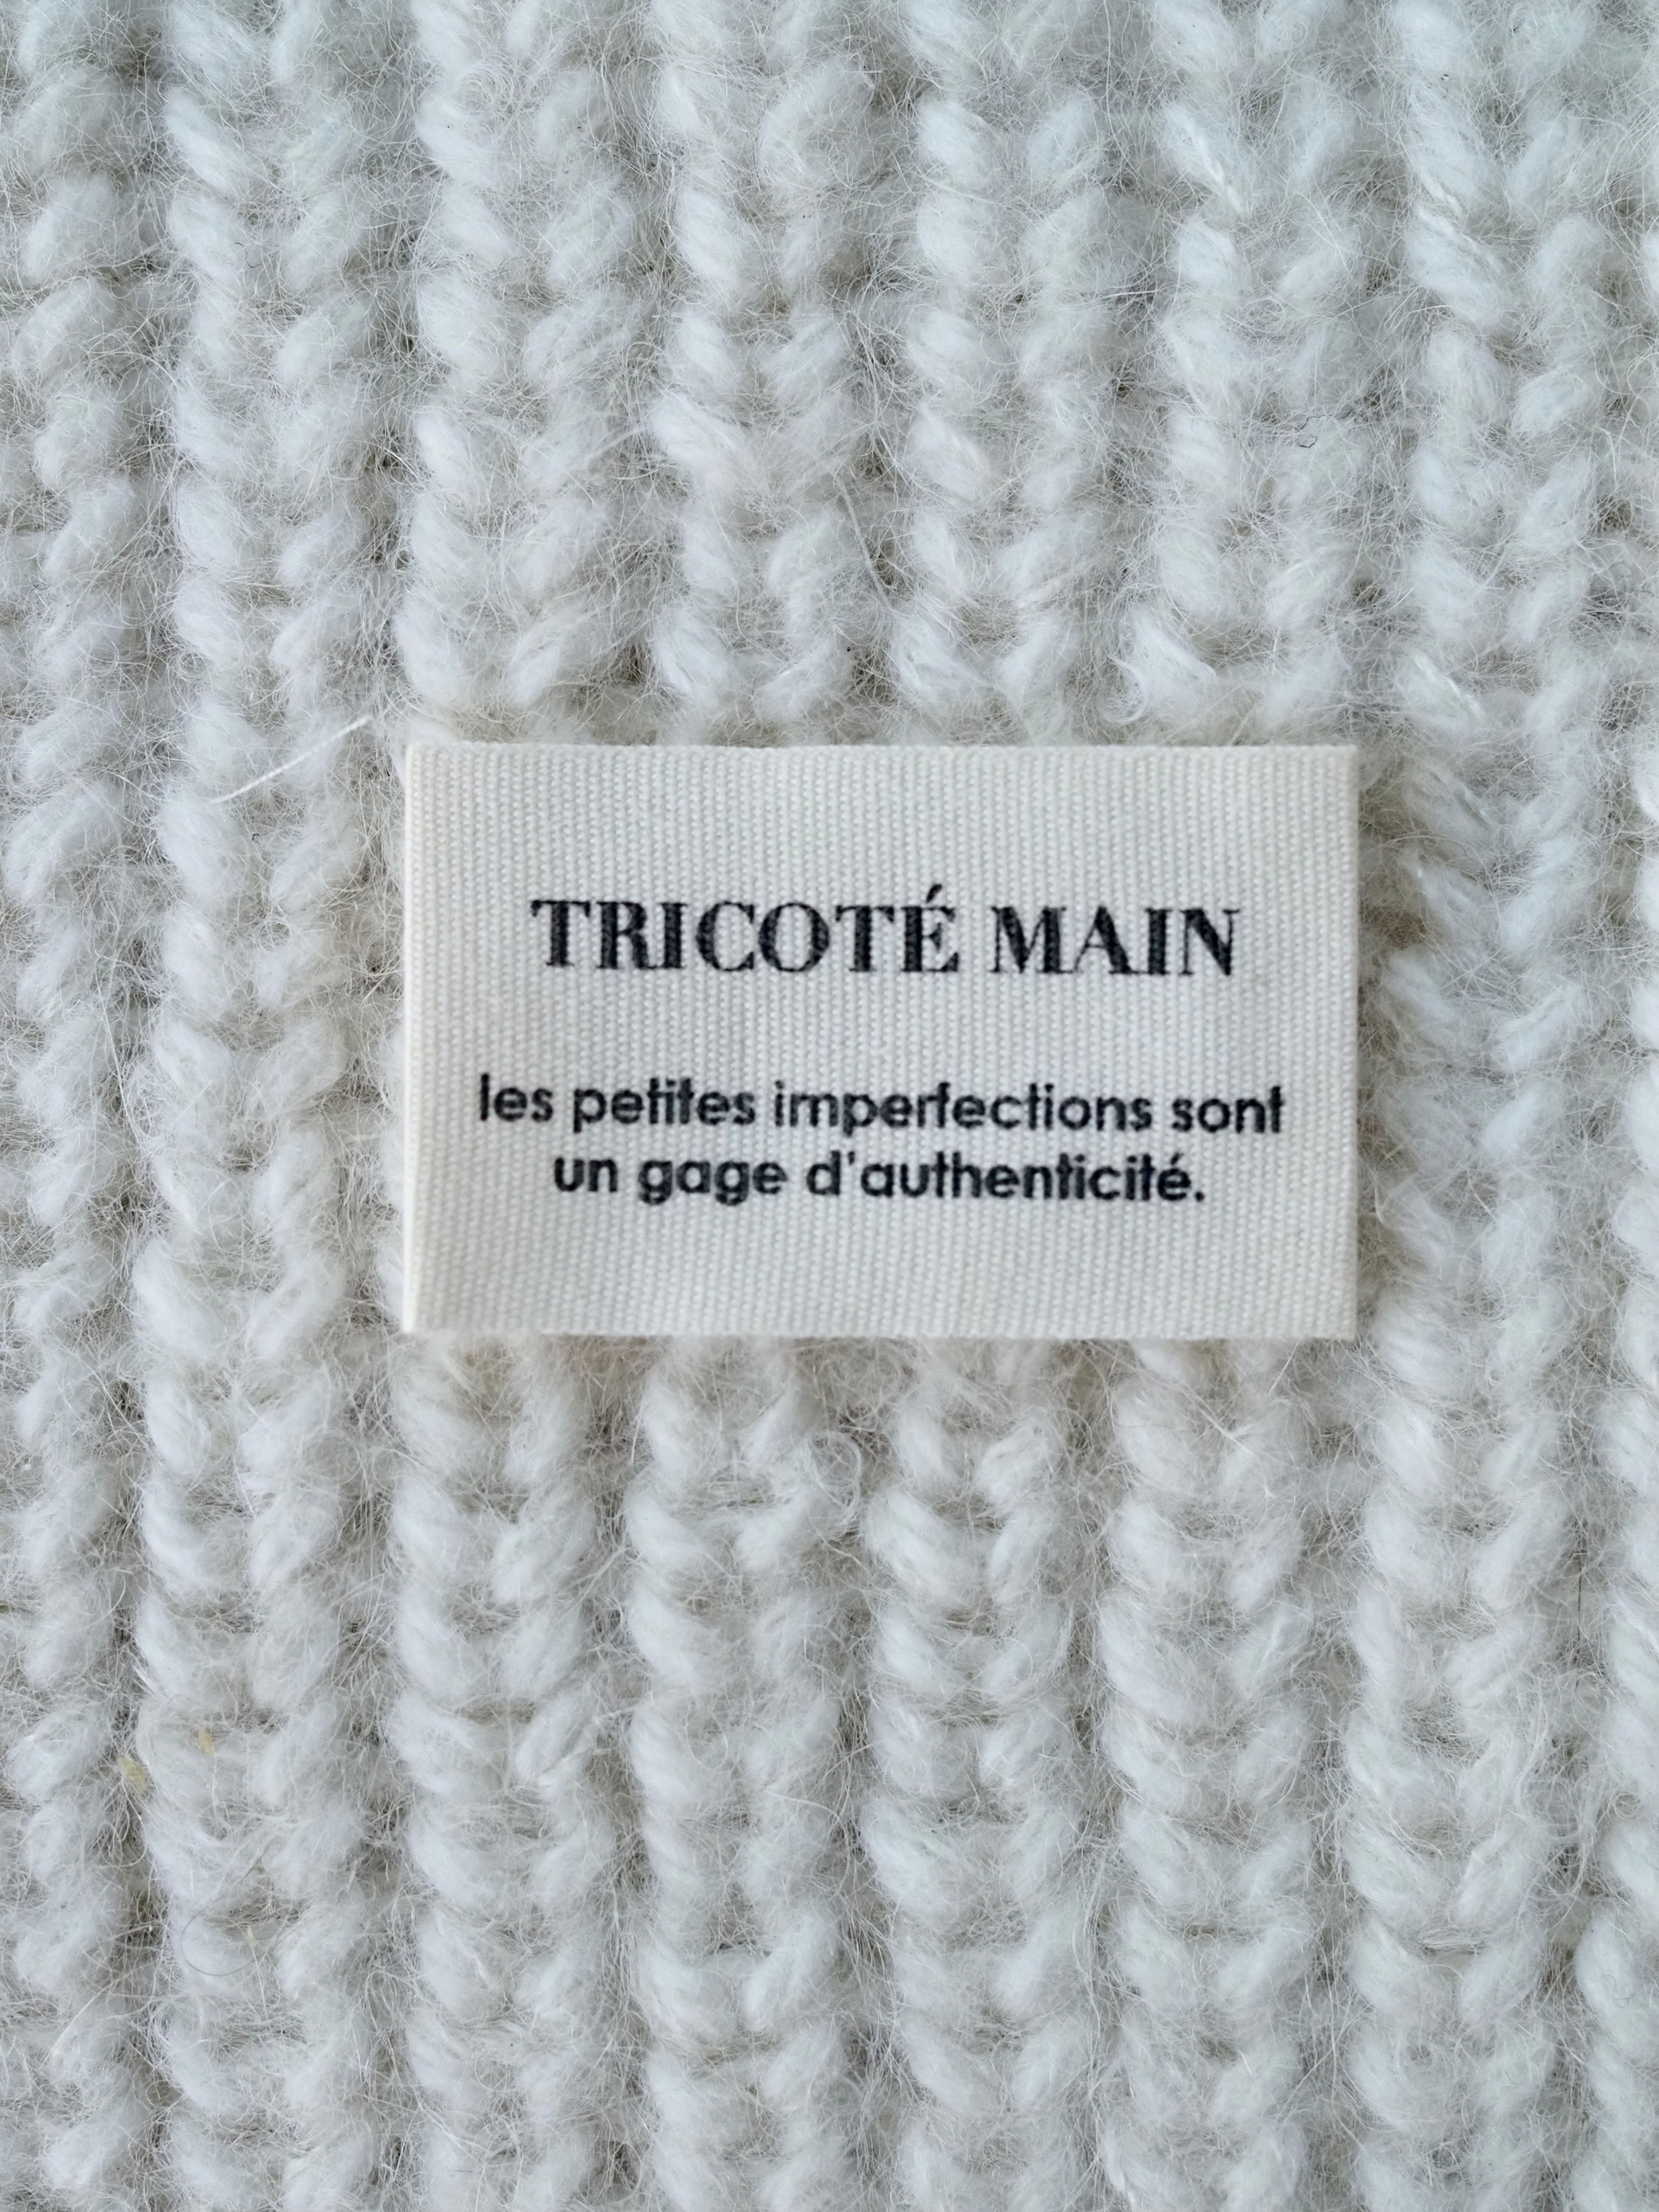 TRICOTÉ MAIN
les petites imperfections sont
un gage d'authenticité.